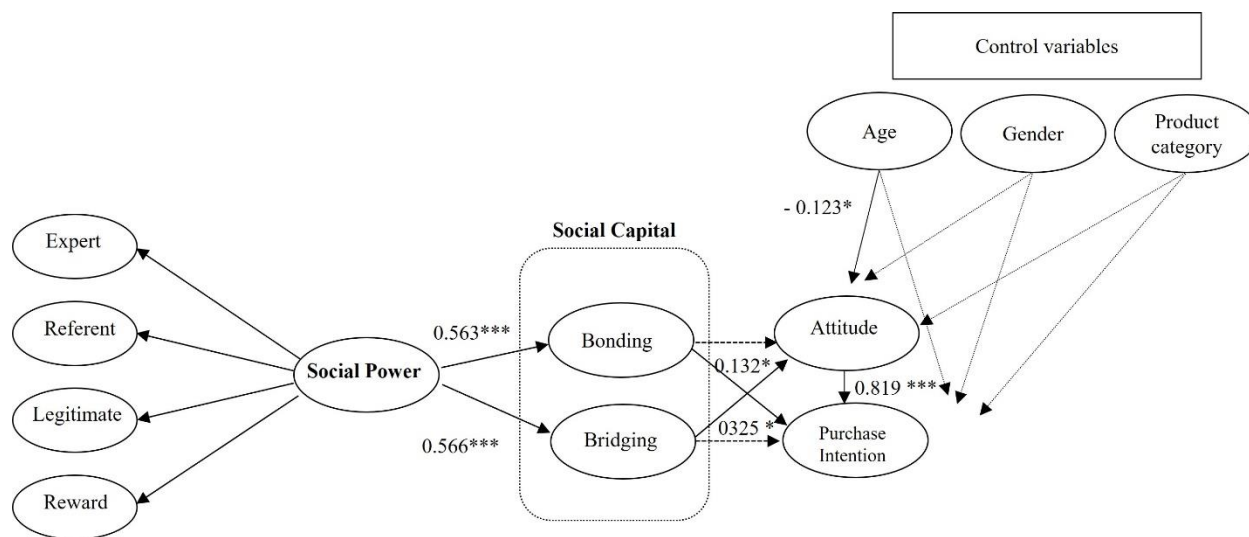 Control variables
Age
Gender
Product
category
- 0.123*
Social Capital
Expert
Referent
Legitimate
Reward
Social Power
0.563***
0.566***
Bonding
Bridging
0.132*
0325 *
Attitude
0.819 ***
Purchase
Intention